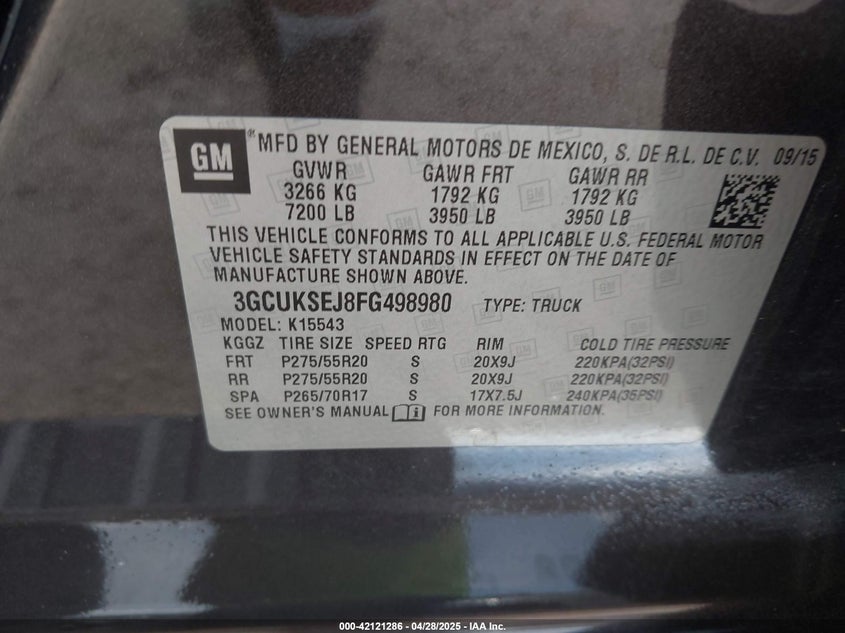 GM ® MFD BY GENERAL MOTORS DE MEXICO, S. DE R.L. DE C.V. 09/15
GVWR GAWR FRT GAWR RR
3266 KG 1792 KG 1792 KG
7200 LB 3950 LB 3950 LB
THIS VEHICLE CONFORMS TO ALL APPLICABLE U.S. FEDERAL MOTOR
VEHICLE SAFETY STANDARDS IN EFFECT ON THE DATE OF
MANUFACTURE SHOWN ABOVE.
3GCUKSEJ8FG498980 TYPE: TRUCK
MODEL: K15543
KGGZ TIRE SIZE SPEED RTG RIM COLD TIRE PRESSURE
FRT P275/55R20 S 20X9J 220KPA(32PSI)
RR P275/55R20 S 20X9J 220KPA(32PSI)
SPA P265/70R17 S 17X7.5J 240KPA(35PSI)
SEE OWNER'S MANUAL FOR MORE INFORMATION.
000-42121286 - 04/28/2025 - IAA Inc.